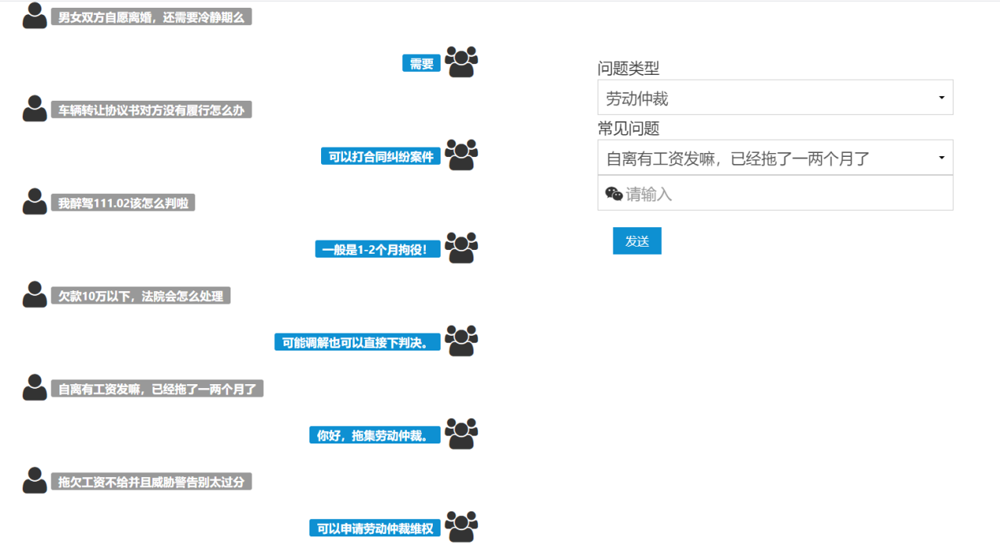 男女双方自愿离婚，还需要冷静期么
需要
车辆转让协议书对方没有履行怎么办
可以打合同纠纷案件
我醉驾111.02该怎么判啦
一般是1-2个月拘役！
欠款10万以下，法院会怎么处理
可能调解也可以直接下判决。
自离有工资发嘛，已经拖了一两个月了
你好，拖集劳动仲裁。
拖欠工资不给并且威胁警告别太过分
可以申请劳动仲裁维权
问题类型
劳动仲裁
常见问题
自离有工资发嘛，已经拖了一两个月了
请输入
发送